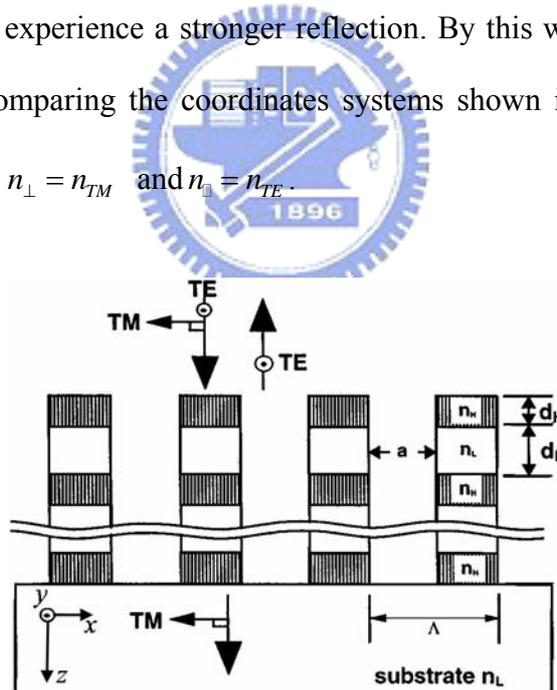 experience a stronger reflection. By this w
omparing the coordinates systems shown i
n⊥ = nTM and n▯ = nTE .
1896
TE
TM
TE
nH
dH
a
nL
dL
nH
nH
y
x
z
TM
Λ
substrate nL